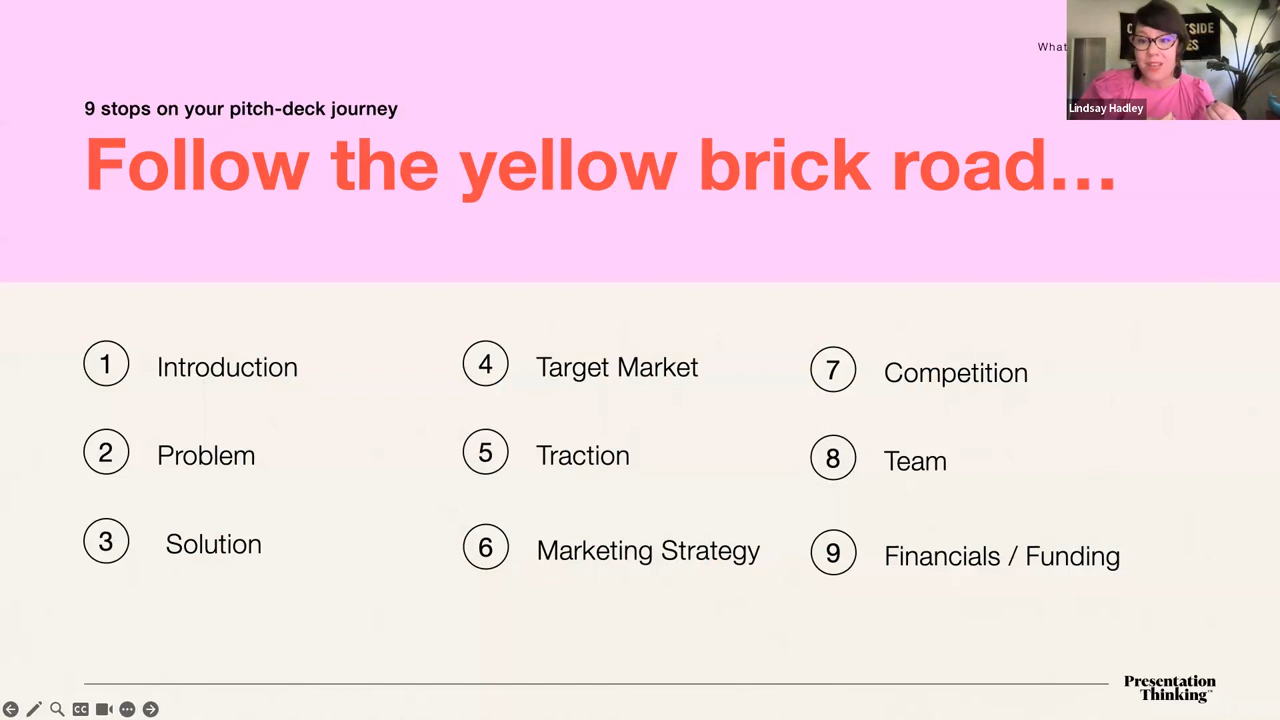 What
Lindsay Hadley
9 stops on your pitch-deck journey
Follow the yellow brick road...
1 Introduction
2 Problem
3 Solution
4 Target Market
5 Traction
6 Marketing Strategy
7 Competition
8 Team
9 Financials / Funding
Presentation
Thinking
CC